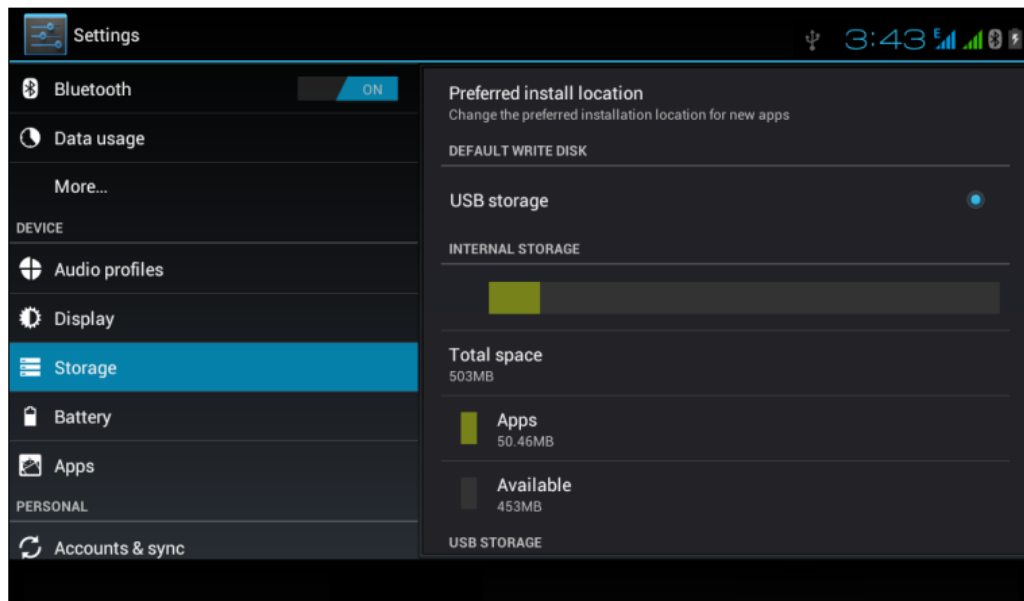 Settings
3:43
E
Bluetooth
ON
Data usage
More...
DEVICE
Audio profiles
Display
Storage
Battery
Apps
PERSONAL
Accounts & sync
Preferred install location
Change the preferred installation location for new apps
DEFAULT WRITE DISK
USB storage
INTERNAL STORAGE
Total space
503MB
Apps
50.46MB
Available
453MB
USB STORAGE